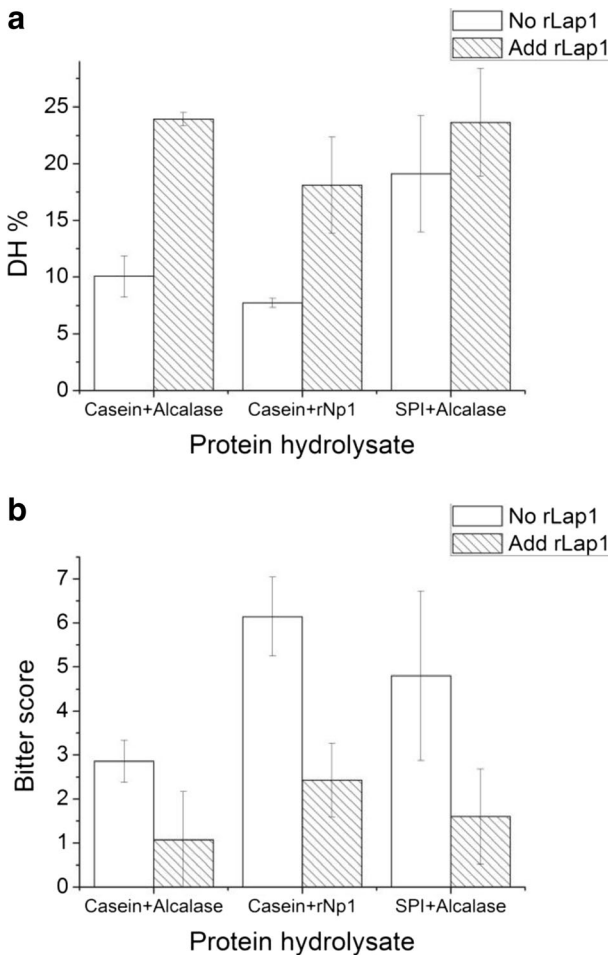 a
No rLap1
Add rLap1
25
20
15
10
5
0
DH %
Casein+Alcalase Casein+rNp1 SPI+Alcalase
Protein hydrolysate
b
No rLap1
Add rLap1
7
6
5
4
3
2
1
0
Bitter score
Casein+Alcalase Casein+rNp1 SPI+Alcalase
Protein hydrolysate